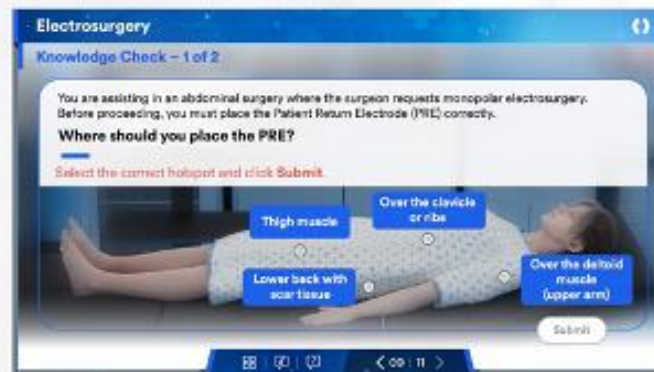 Electrosurgery
Knowledge Check – 1 of 2
You are assisting in an abdominal surgery where the surgeon requests monopolar electrosurgery.
Before proceeding, you must place the Patient Return Electrode (PRE) correctly.
Where should you place the PRE?
Select the correct hotspot and click Submit.
Thigh muscle
Over the clavicle
or ribs
Lower back with
scar tissue
Over the deltoid
muscle
(upper arm)
Submit
09 : 11